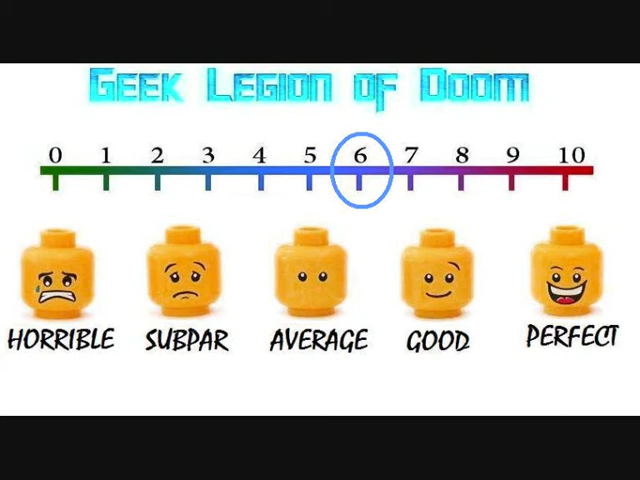 Geek Legion of Doom
0 1 2 3 4 5 6 7 8 9 10
HORRIBLE SUBPAR AVERAGE GOOD PERFECT